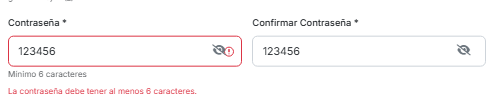 Contraseña * Confirmar Contraseña *
123456 123456
Mínimo 6 caracteres
La contraseña debe tener al menos 6 caracteres.